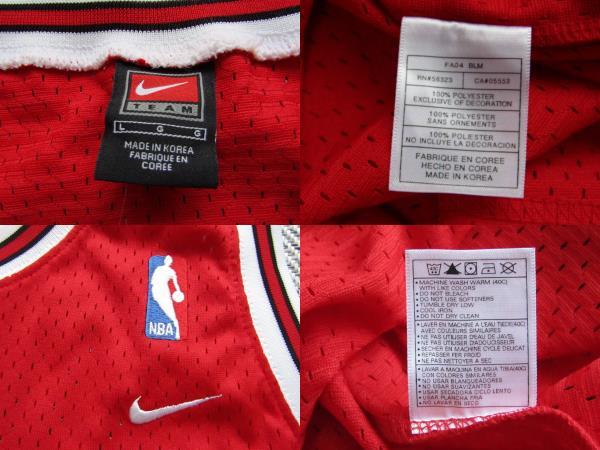 TEAM
L G G
MADE IN KOREA
FABRIQUE EN
COREE
FA04 BLM
RN#56323 CA#05553
100% POLYESTER
EXCLUSIVE OF DECORATION
100% POLYESTER
SANS ORNEMENTS
100% POLIESTER
NO INCLUYE LA DECORACION
FABRIQUE EN COREE
HECHO EN COREA
MADE IN KOREA
NBA
• MACHINE WASH WARM (40C)
WITH LIKE COLORS
• DO NOT BLEACH
• DO NOT USE SOFTENERS
• TUMBLE DRY LOW
• COOL IRON
• DO NOT DRY CLEAN
• LAVER EN MACHINE A L'EAU TIEDE(40C)
AVEC COULEURS SIMILAIRES
• NE PAS UTILISER D'EAU DE JAVEL
• NE PAS UTILISER D'ADOUCISSEUR
• SECHER EN MACHINE CYCLE DELICAT
• REPASSER FER FROID
• NE PAS NETTOYER A SEC
• LAVAR A MAQUINA EN AGUA TIBIA(40C)
CON COLORES SIMILARES
• NO USAR BLANQUEADORES
• NO USAR SUAVIZANTES
• USAR SECADORA CICLO LENTO
• USAR PLANCHA FRIA
• NO LAVAR EN SECO